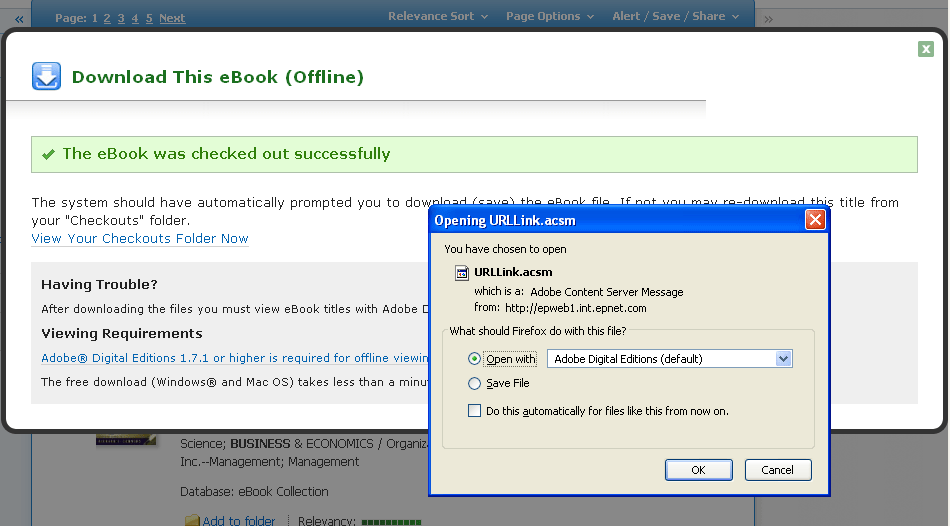 « Page: 1 2 3 4 5 Next Relevance Sort Page Options Alert / Save / Share »
Download This eBook (Offline)
The eBook was checked out successfully
The system should have automatically prompted you to download (save) the eBook file. If not you may re-download this title from
your "Checkouts" folder.
View Your Checkouts Folder Now
Having Trouble?
After downloading the files you must view eBook titles with Adobe D
Viewing Requirements
Adobe® Digital Editions 1.7.1 or higher is required for offline viewin
The free download (Windows® and Mac OS) takes less than a minu
Opening URLLink.acsm
You have chosen to open
URLLink.acsm
which is a: Adobe Content Server Message
from: http://epweb1.int.epnet.com
What should Firefox do with this file?
Open with Adobe Digital Editions (default)
Save File
Do this automatically for files like this from now on.
OK Cancel
Science; BUSINESS & ECONOMICS / Organiz
Inc.--Management; Management
Database: eBook Collection
Add to folder Relevancy: